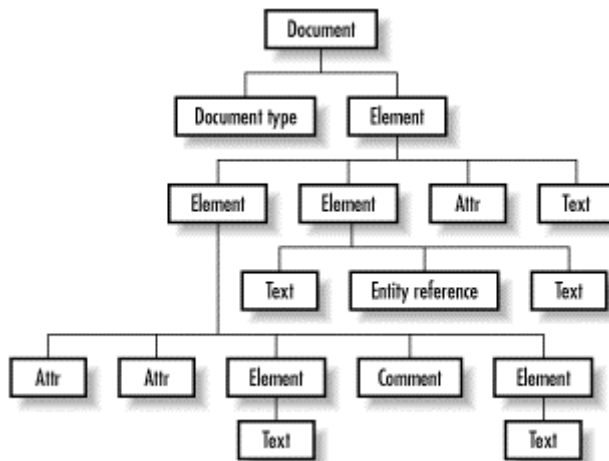 Document
Document type
Element
Element
Element
Attr
Text
Text
Entity reference
Text
Attr
Attr
Element
Comment
Element
Text
Text